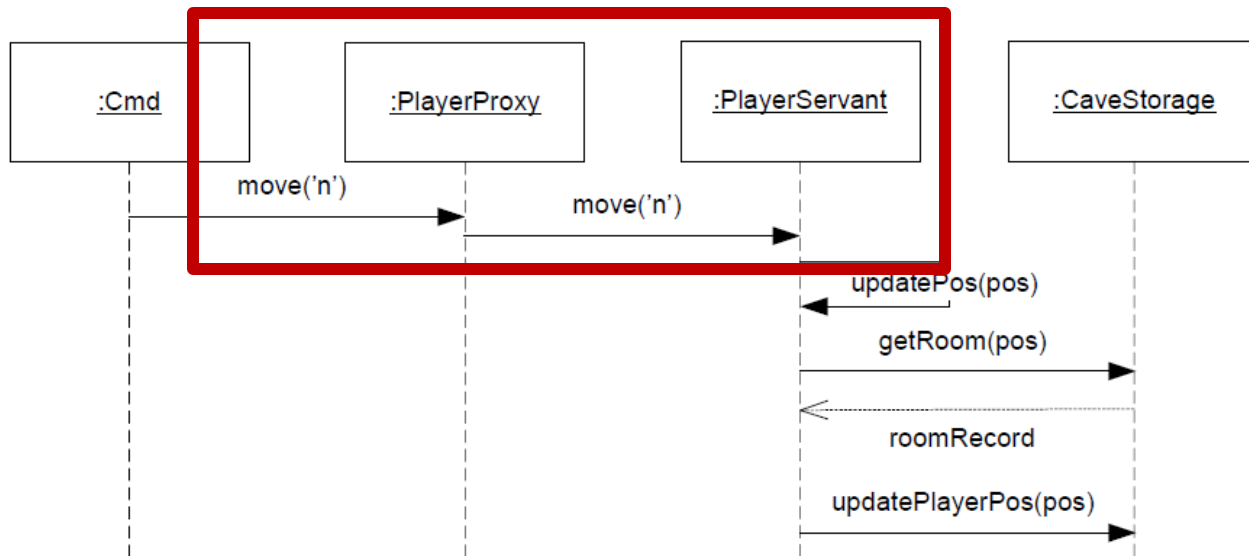 :Cmd
:PlayerProxy
:PlayerServant
:CaveStorage
move('n')
move('n')
updatePos(pos)
getRoom(pos)
roomRecord
updatePlayerPos(pos)